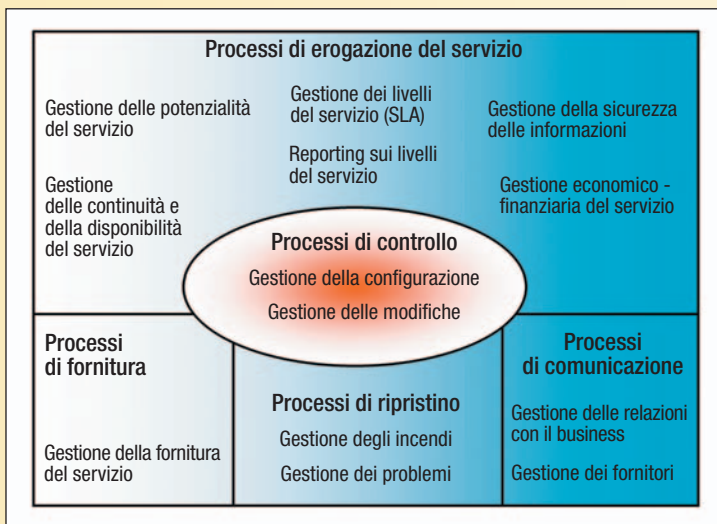 Processi di erogazione del servizio
Gestione delle potenzialità
del servizio
Gestione
delle continuità e
della disponibilità
del servizio
Gestione dei livelli
del servizio (SLA)
Reporting sui livelli
del servizio
Gestione della sicurezza
delle informazioni
Gestione economico -
finanziaria del servizio
Processi di controllo
Gestione della configurazione
Gestione delle modifiche
Processi
di fornitura
Gestione della fornitura
del servizio
Processi di ripristino
Gestione degli incendi
Gestione dei problemi
Processi
di comunicazione
Gestione delle relazioni
con il business
Gestione dei fornitori